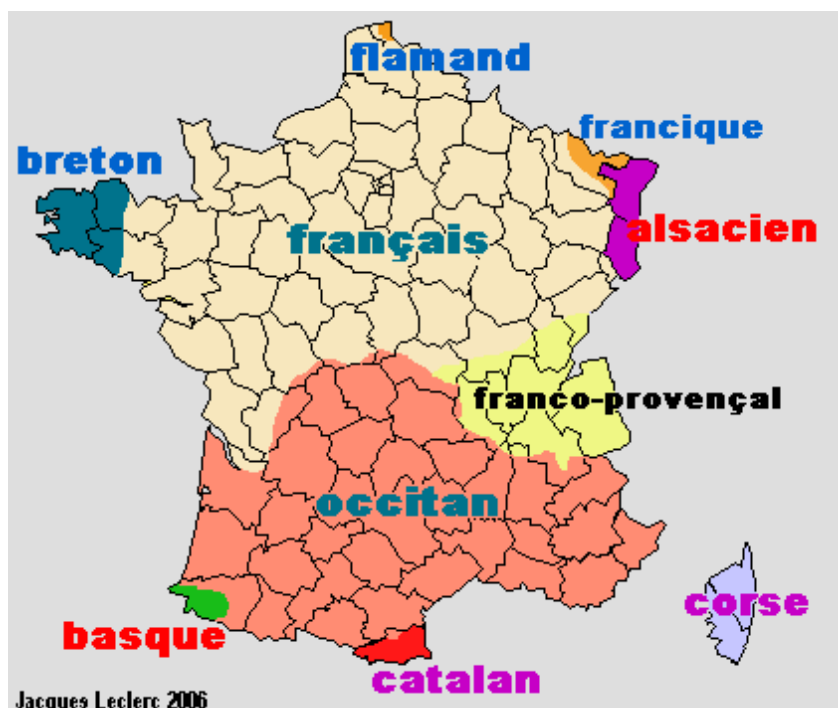 flamand
francique
breton
alsacien
français
franco-provençal
occitan
corse
basque
catalan
Jacques Leclerc 2006